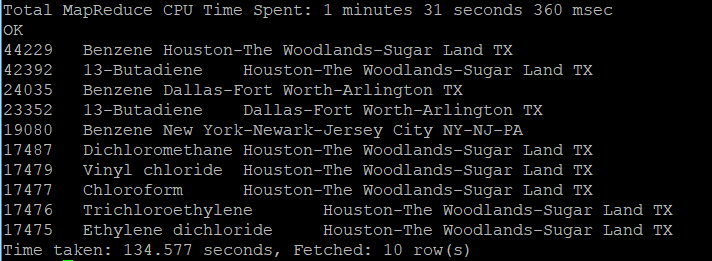 Total MapReduce CPU Time Spent: 1 minutes 31 seconds 360 msec
OK
44229   Benzene Houston-The Woodlands-Sugar Land TX
42392   13-Butadiene    Houston-The Woodlands-Sugar Land TX
24035   Benzene Dallas-Fort Worth-Arlington TX
23352   13-Butadiene    Dallas-Fort Worth-Arlington TX
19080   Benzene New York-Newark-Jersey City NY-NJ-PA
17487   Dichloromethane Houston-The Woodlands-Sugar Land TX
17479   Vinyl chloride  Houston-The Woodlands-Sugar Land TX
17477   Chloroform      Houston-The Woodlands-Sugar Land TX
17476   Trichloroethylene       Houston-The Woodlands-Sugar Land TX
17475   Ethylene dichloride     Houston-The Woodlands-Sugar Land TX
Time taken: 134.577 seconds, Fetched: 10 row(s)